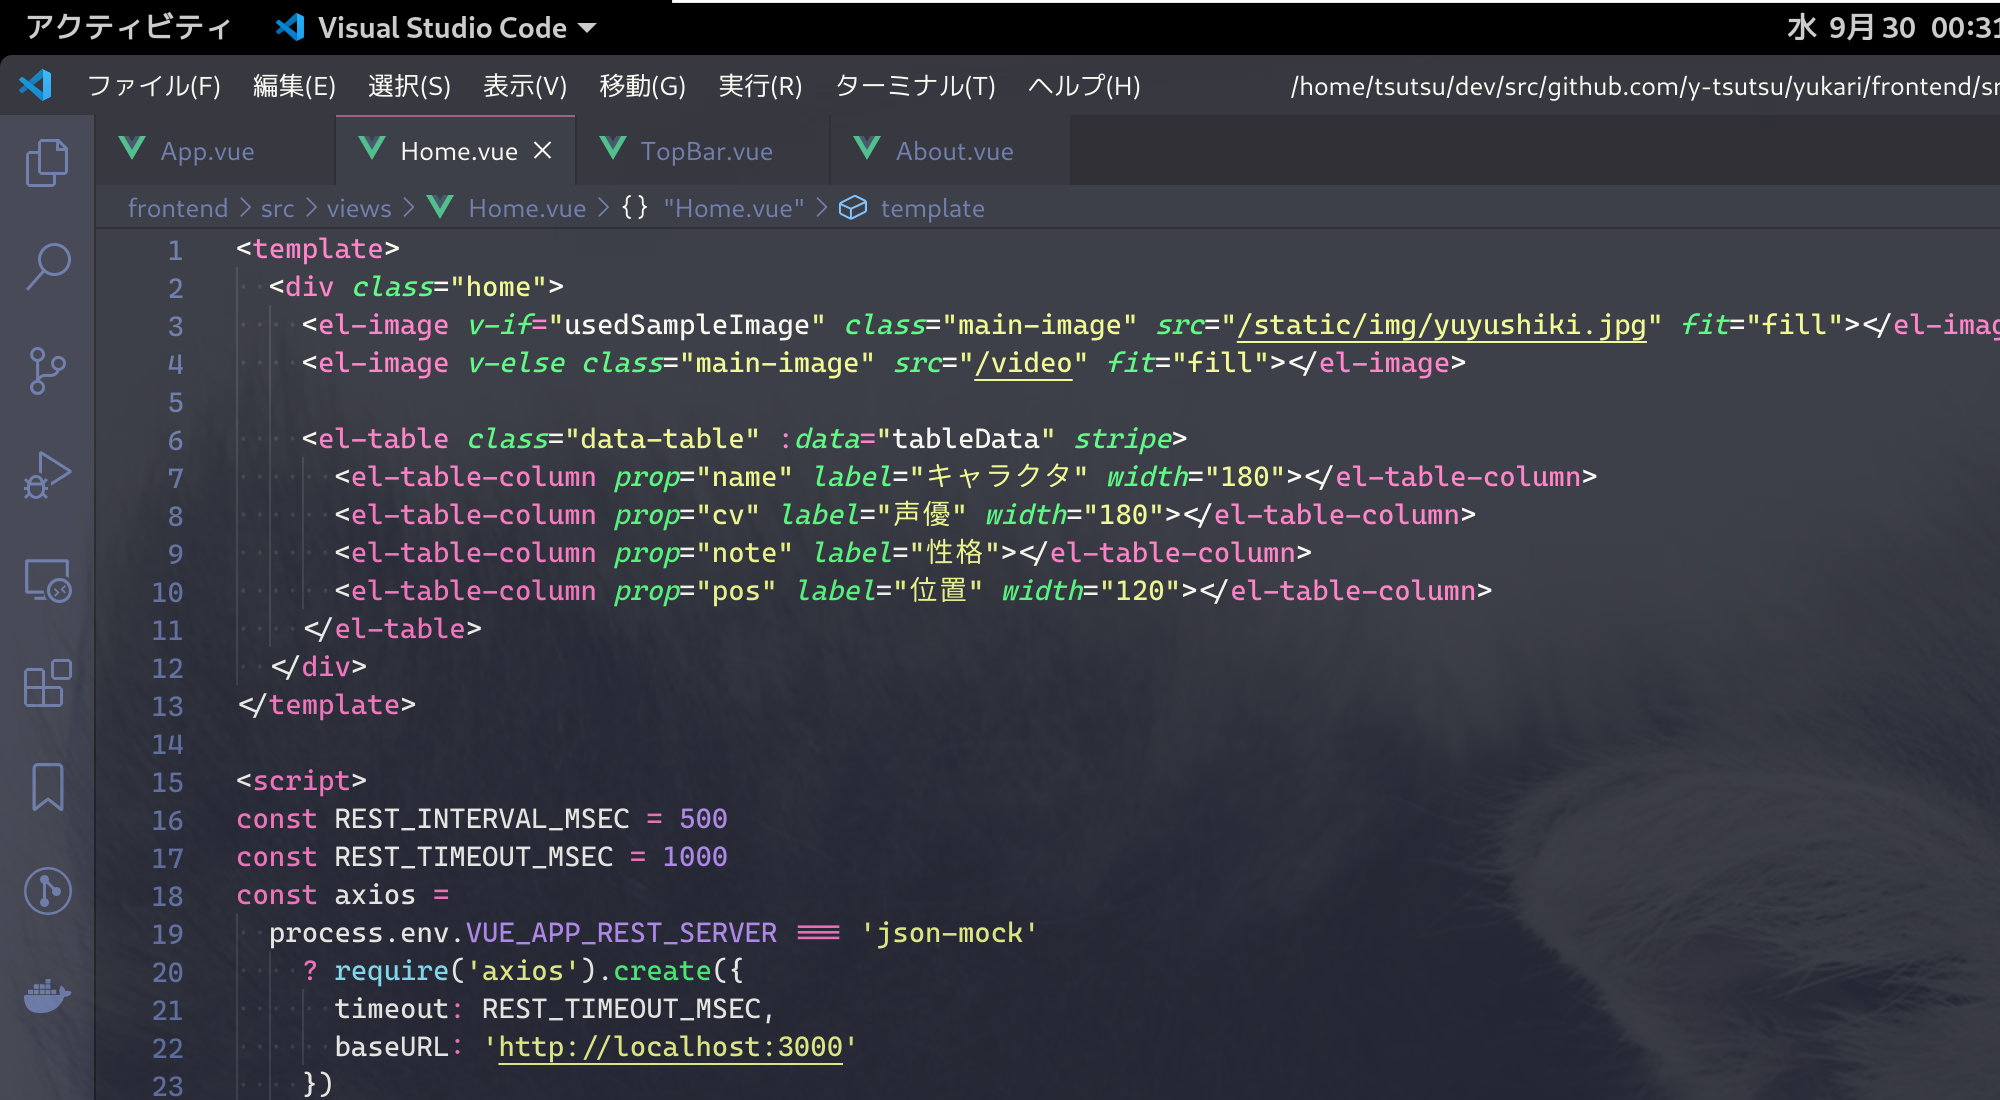 アクティビティ Visual Studio Code 水 9月 30 00:31
ファイル(F) 編集(E) 選択(S) 表示(V) 移動(G) 実行(R) ターミナル(T) ヘルプ(H) /home/tsutsu/dev/src/github.com/y-tsutsu/yukari/frontend/sr
App.vue Home.vue TopBar.vue About.vue
frontend > src > views > Home.vue > {} "Home.vue" > template
1 <template>
2 <div class="home">
3 <el-image v-if="usedSampleImage" class="main-image" src="/static/img/yuyushiki.jpg" fit="fill"></el-imag
4 <el-image v-else class="main-image" src="/video" fit="fill"></el-image>
5
6 <el-table class="data-table" :data="tableData" stripe>
7 <el-table-column prop="name" label="キャラクタ" width="180"></el-table-column>
8 <el-table-column prop="cv" label="声優" width="180"></el-table-column>
9 <el-table-column prop="note" label="性格"></el-table-column>
10 <el-table-column prop="pos" label="位置" width="120"></el-table-column>
11 </el-table>
12 </div>
13 </template>
14
15 <script>
16 const REST_INTERVAL_MSEC = 500
17 const REST_TIMEOUT_MSEC = 1000
18 const axios =
19 process.env.VUE_APP_REST_SERVER === 'json-mock'
20 ? require('axios').create({
21 timeout: REST_TIMEOUT_MSEC,
22 baseURL: 'http://localhost:3000'
23 })